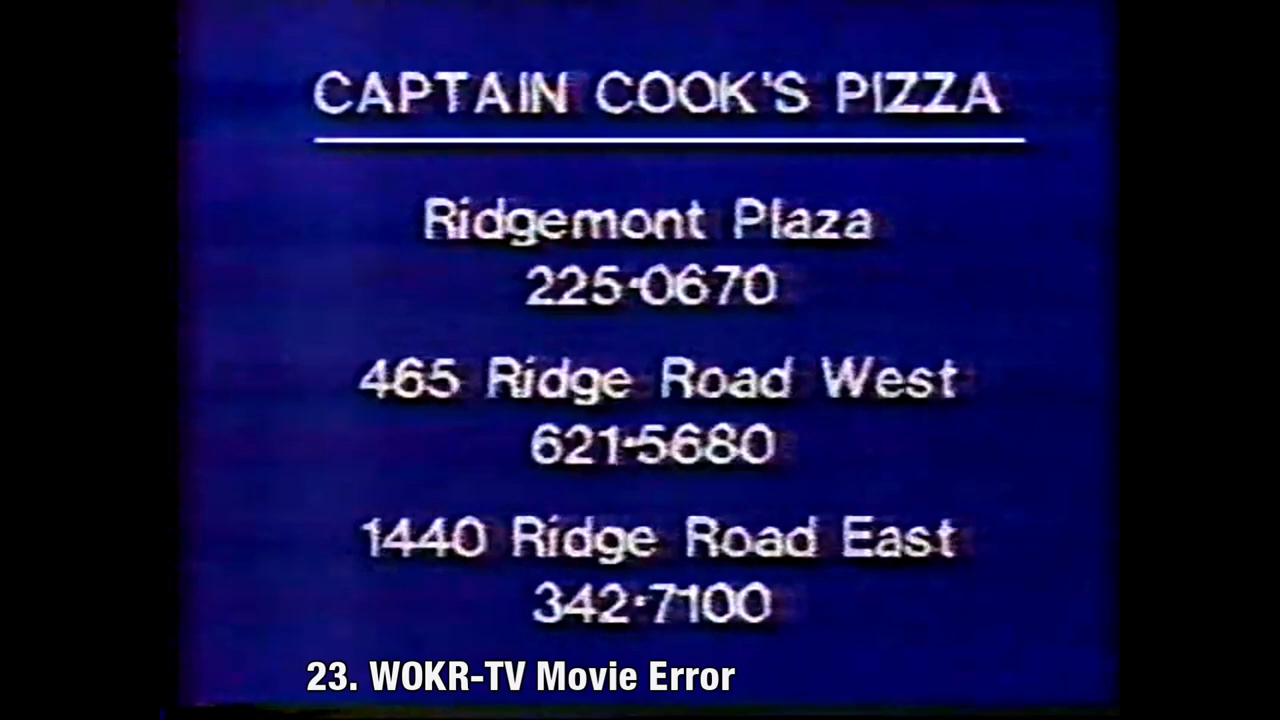 CAPTAIN COOK'S PIZZA
Ridgemont Plaza
225-0670
465 Ridge Road West
621-5680
1440 Ridge Road East
342-7100
23. WOKR-TV Movie Error